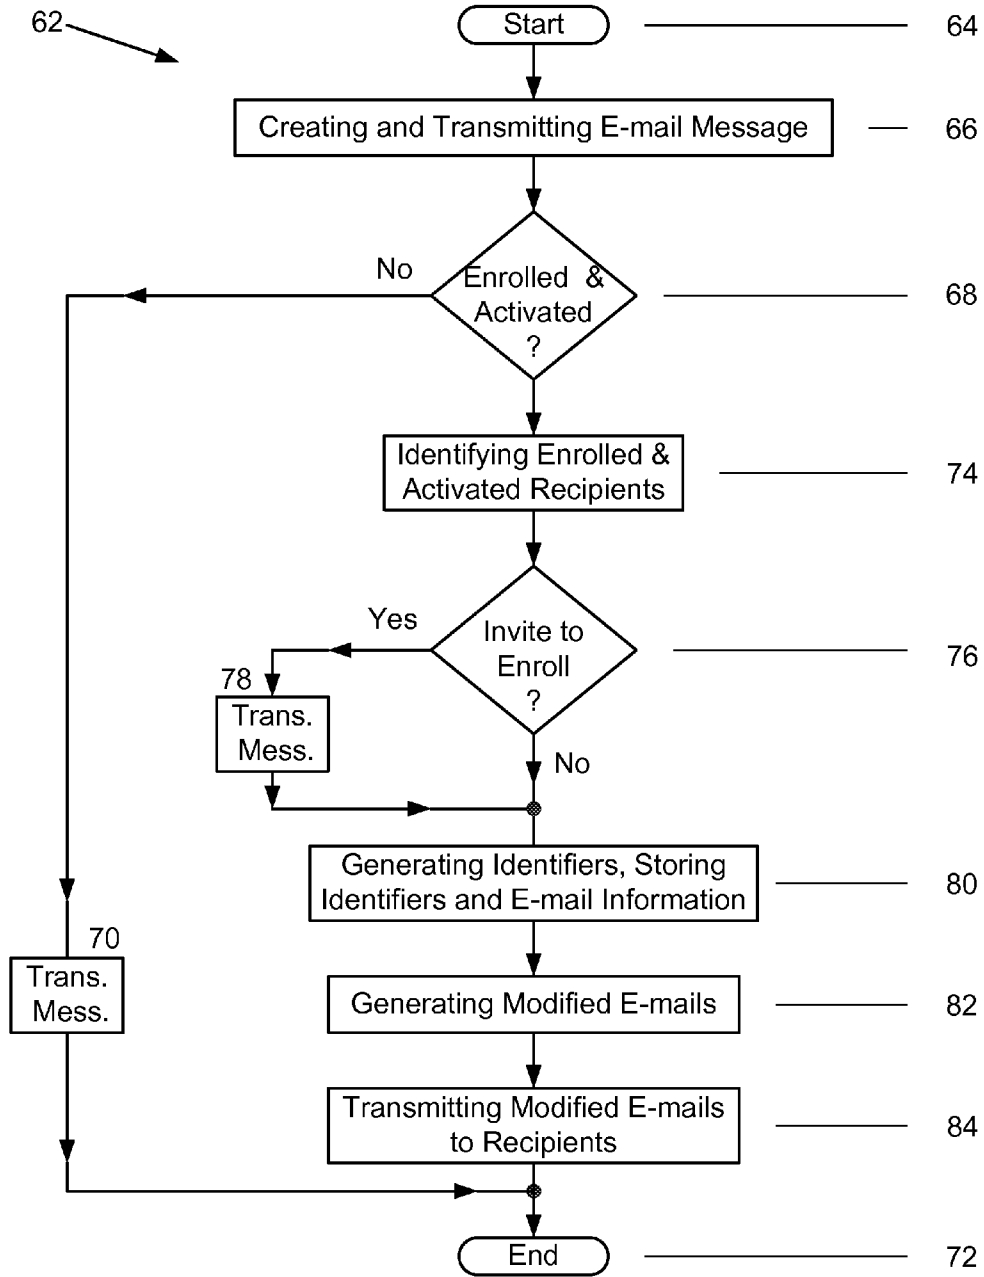 62
Start
64
Creating and Transmitting E-mail Message
66
No
Enrolled &
Activated
?
68
Identifying Enrolled &
Activated Recipients
74
Yes
Invite to
Enroll
?
76
78
Trans.
Mess.
No
Generating Identifiers, Storing
Identifiers and E-mail Information
80
70
Trans.
Mess.
Generating Modified E-mails
82
Transmitting Modified E-mails
to Recipients
84
End
72